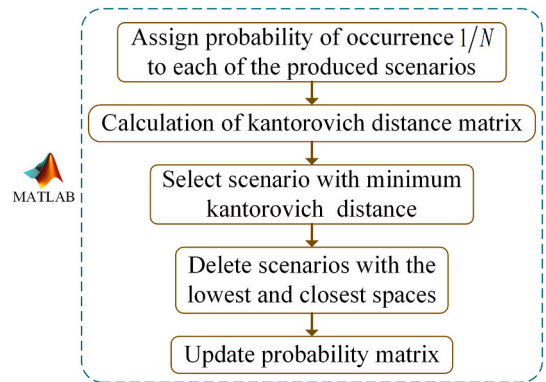 Assign probability of occurrence 1/N
to each of the produced scenarios
Calculation of kantorovich distance matrix
Select scenario with minimum
kantorovich distance
MATLAB
Delete scenarios with the
lowest and closest spaces
Update probability matrix